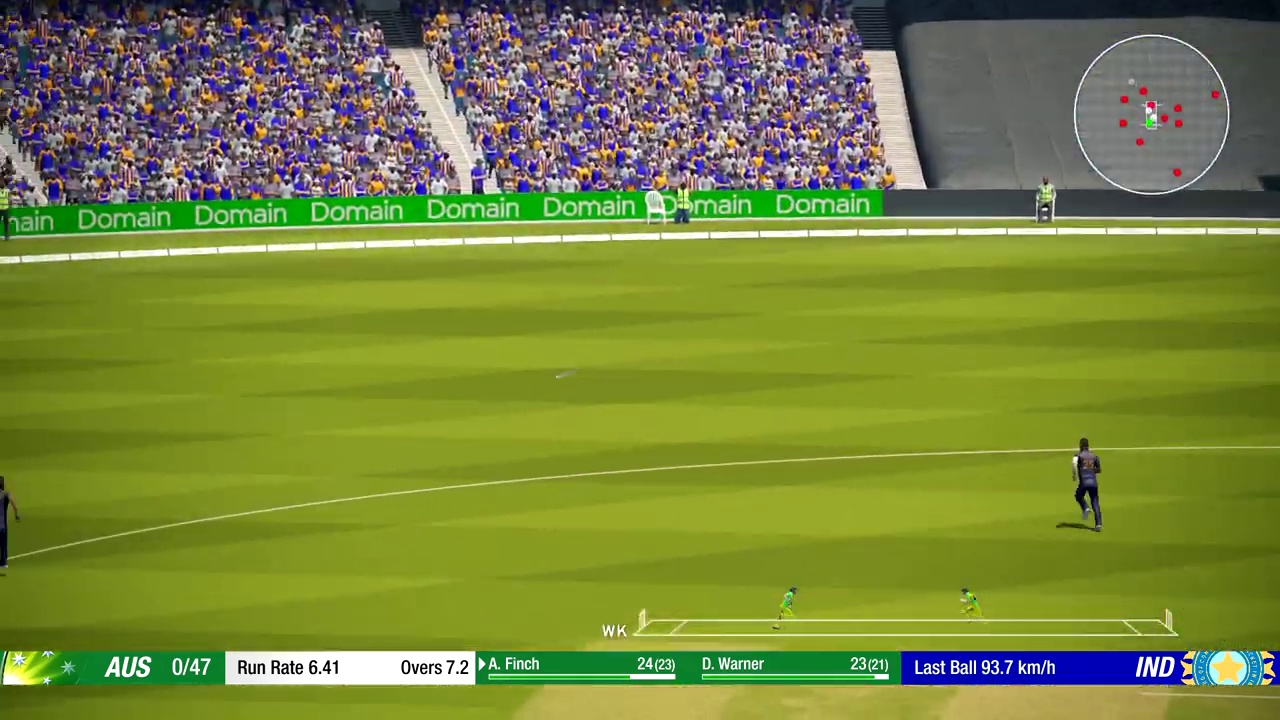 main Domain Domain Domain Domain Domain Domain Domain
WK
AUS 0/47 Run Rate 6.41 Overs 7.2 A. Finch 24(23) D. Warner 23(21) Last Ball 93.7 km/h IND